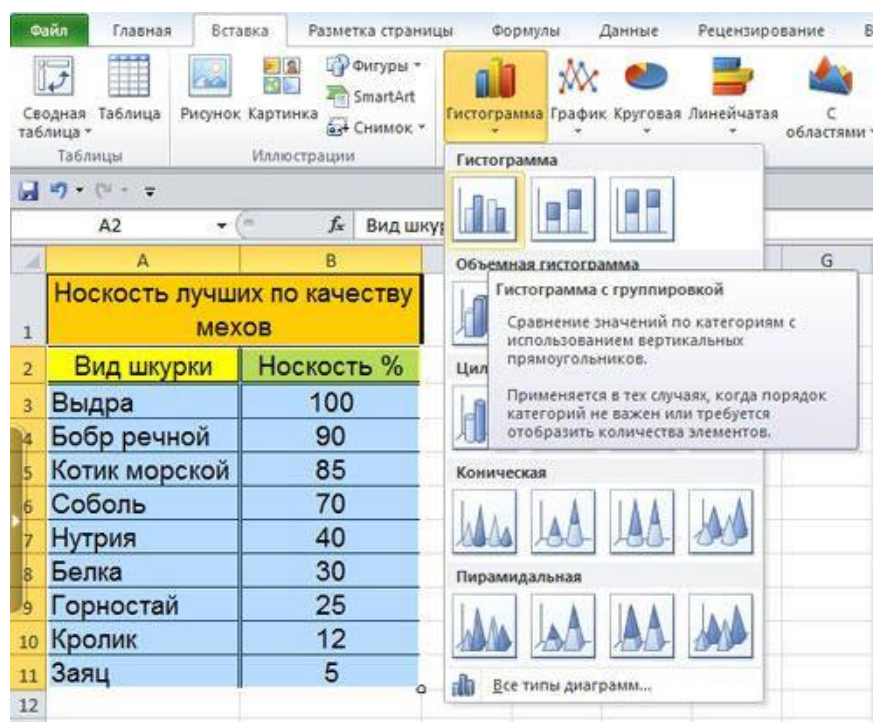 Файл Главная Вставка Разметка страницы Формулы Данные Рецензирование В
Сводная таблица Таблица Рисунок Картинка Фигуры SmartArt Снимок Гистограмма График Круговая Линейчатая С областями
Таблицы Иллюстрации
Гистограмма
A2 fx Вид шку
A B G
Объемная гистограмма
Гистограмма с группировкой
Сравнение значений по категориям с
использованием вертикальных
прямоугольников.
Применяется в тех случаях, когда порядок
категорий не важен или требуется
отобразить количества элементов.
Цил
Коническая
Пирамидальная
Все типы диаграмм...
1 Носкость лучших по качеству
мехов
2 Вид шкурки Носкость %
3 Выдра 100
4 Бобр речной 90
5 Котик морской 85
6 Соболь 70
7 Нутрия 40
8 Белка 30
9 Горностай 25
10 Кролик 12
11 Заяц 5
12